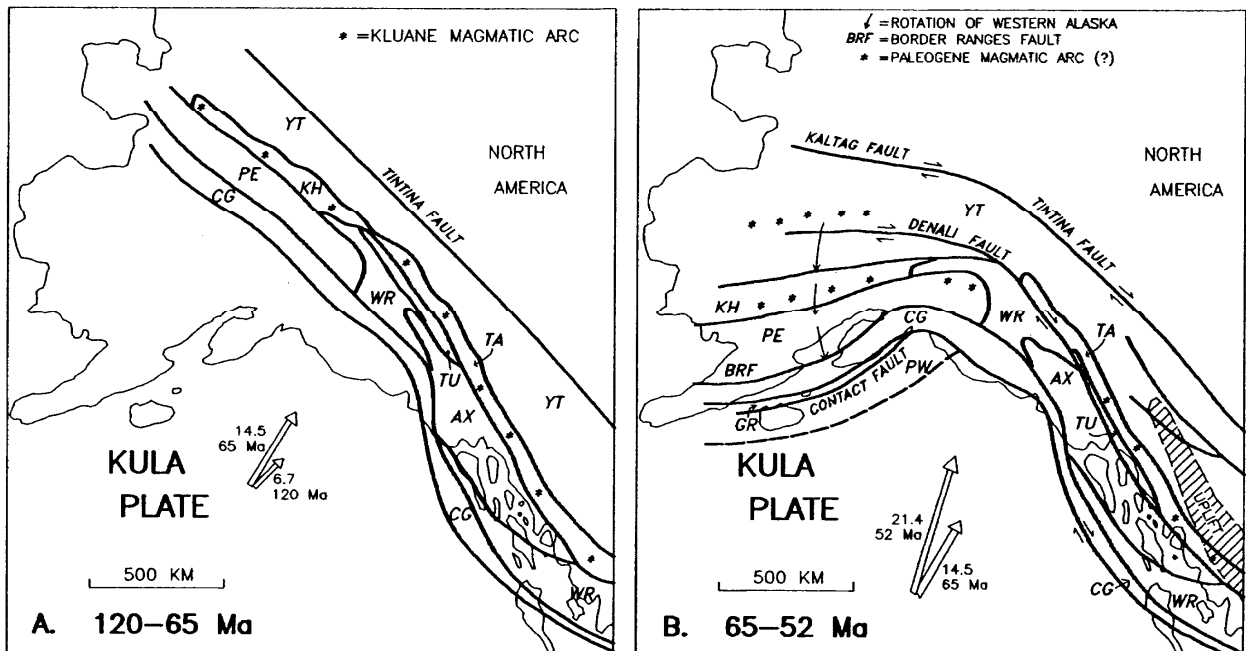 * =KLUANE MAGMATIC ARC
YT
NORTH
AMERICA
PE
KH
CG
TINTINA FAULT
WR
TA
TU
YT
AX
14.5
65 Ma
6.7
120 Ma
KULA
PLATE
CG
500 KM
WR
A. 120–65 Ma
=ROTATION OF WESTERN ALASKA
BRF =BORDER RANGES FAULT
* =PALEOGENE MAGMATIC ARC (?)
KALTAG FAULT
NORTH
AMERICA
YT
TINTINA FAULT
DENALI FAULT
KH
PE
CG
WR
TA
BRF
PW
CONTACT FAULT
GR
AX
TU
KULA
PLATE
21.4
52 Ma
14.5
65 Ma
UPLIFT
500 KM
CG
WR
B. 65–52 Ma